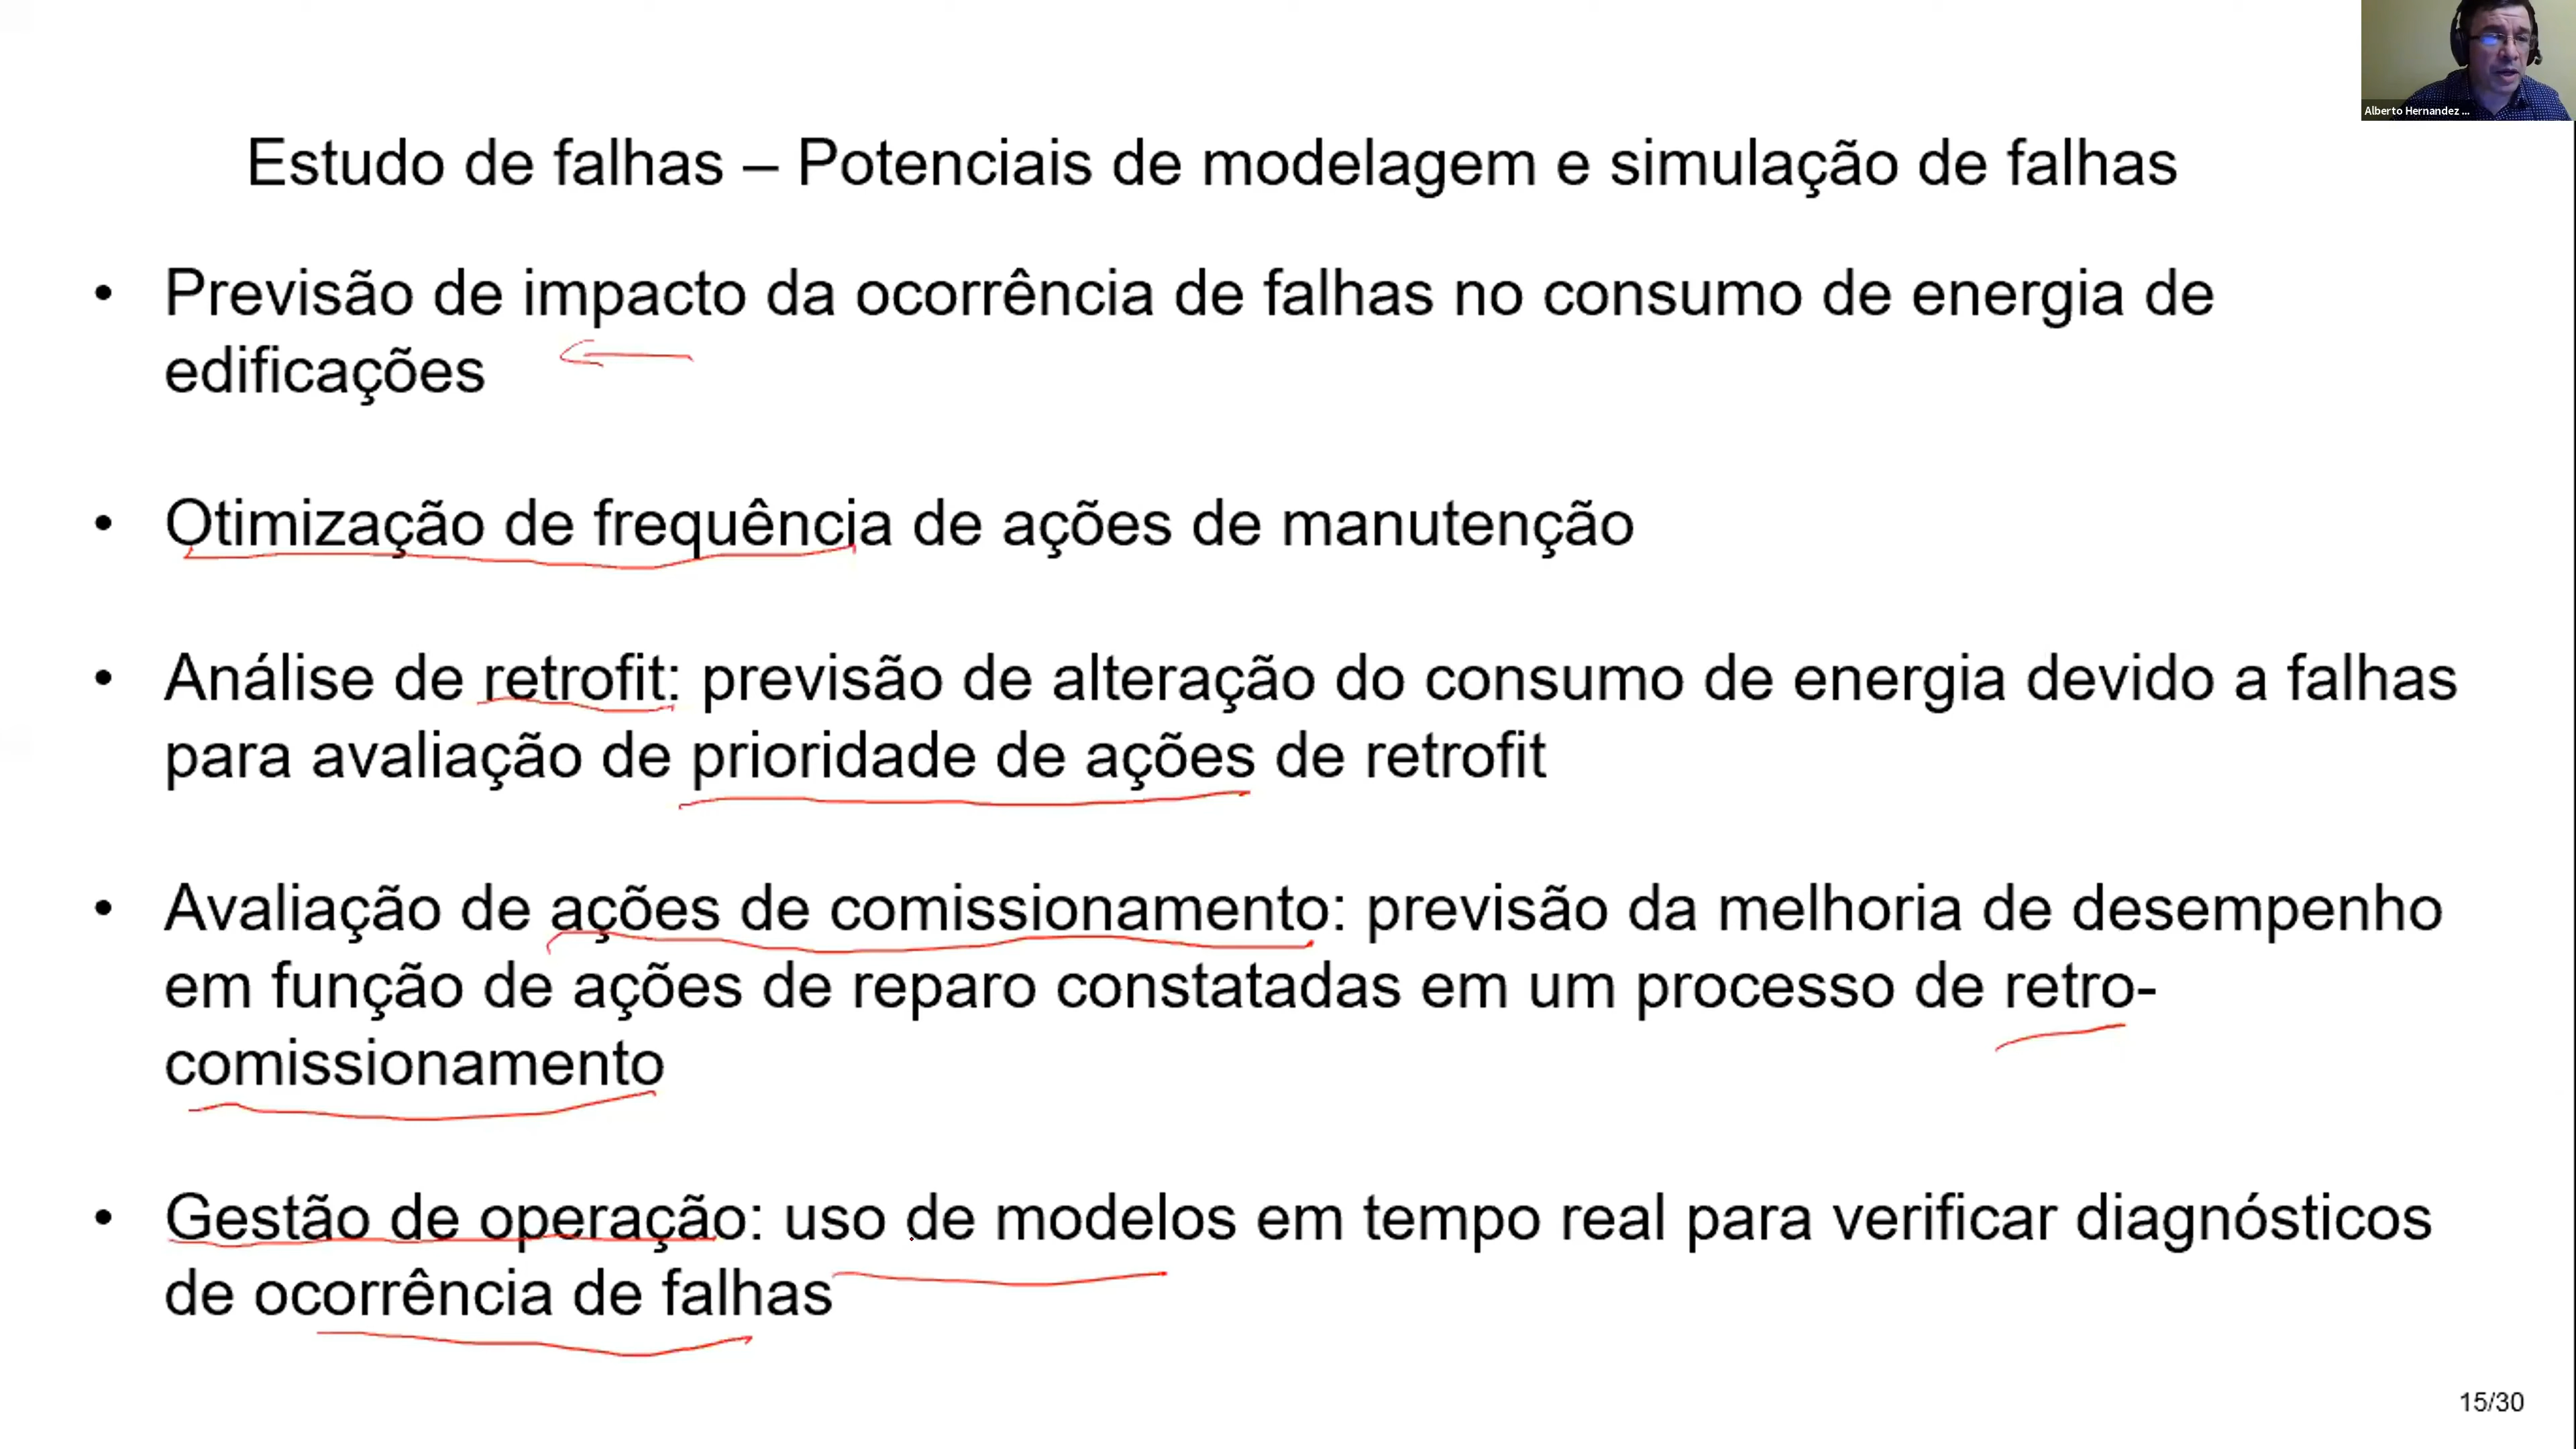 Alberto Hernandez ...
Estudo de falhas – Potenciais de modelagem e simulação de falhas
• Previsão de impacto da ocorrência de falhas no consumo de energia de
edificações
• Otimização de frequência de ações de manutenção
• Análise de retrofit: previsão de alteração do consumo de energia devido a falhas
para avaliação de prioridade de ações de retrofit
• Avaliação de ações de comissionamento: previsão da melhoria de desempenho
em função de ações de reparo constatadas em um processo de retro-
comissionamento
• Gestão de operação: uso de modelos em tempo real para verificar diagnósticos
de ocorrência de falhas
15/30